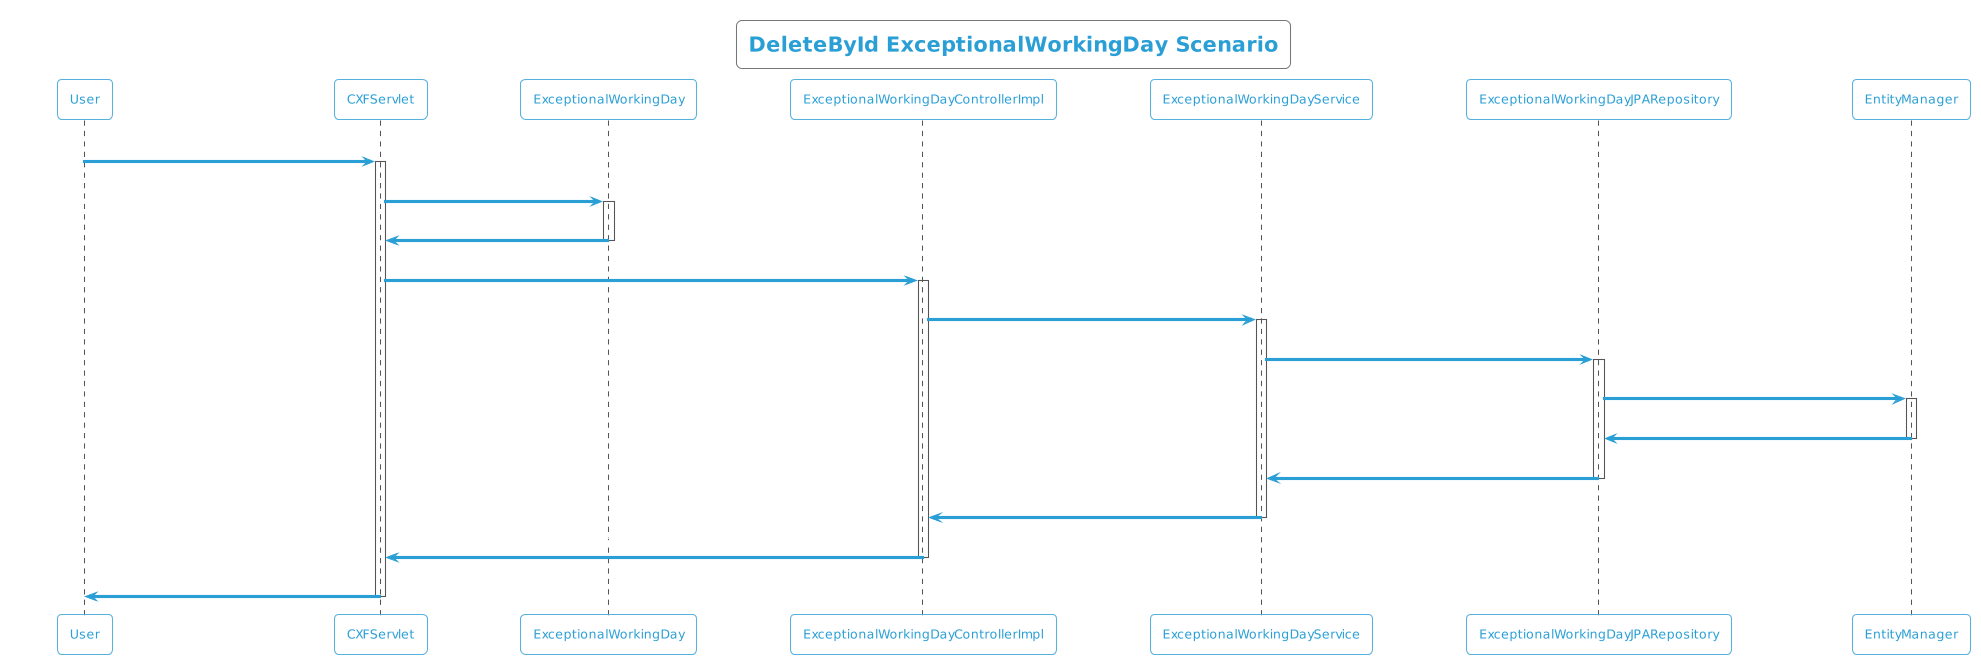 DeleteById ExceptionalWorkingDay Scenario
User
CXFServlet
ExceptionalWorkingDay
ExceptionalWorkingDayControllerImpl
ExceptionalWorkingDayService
ExceptionalWorkingDayJPARepository
EntityManager
User
CXFServlet
ExceptionalWorkingDay
ExceptionalWorkingDayControllerImpl
ExceptionalWorkingDayService
ExceptionalWorkingDayJPARepository
EntityManager